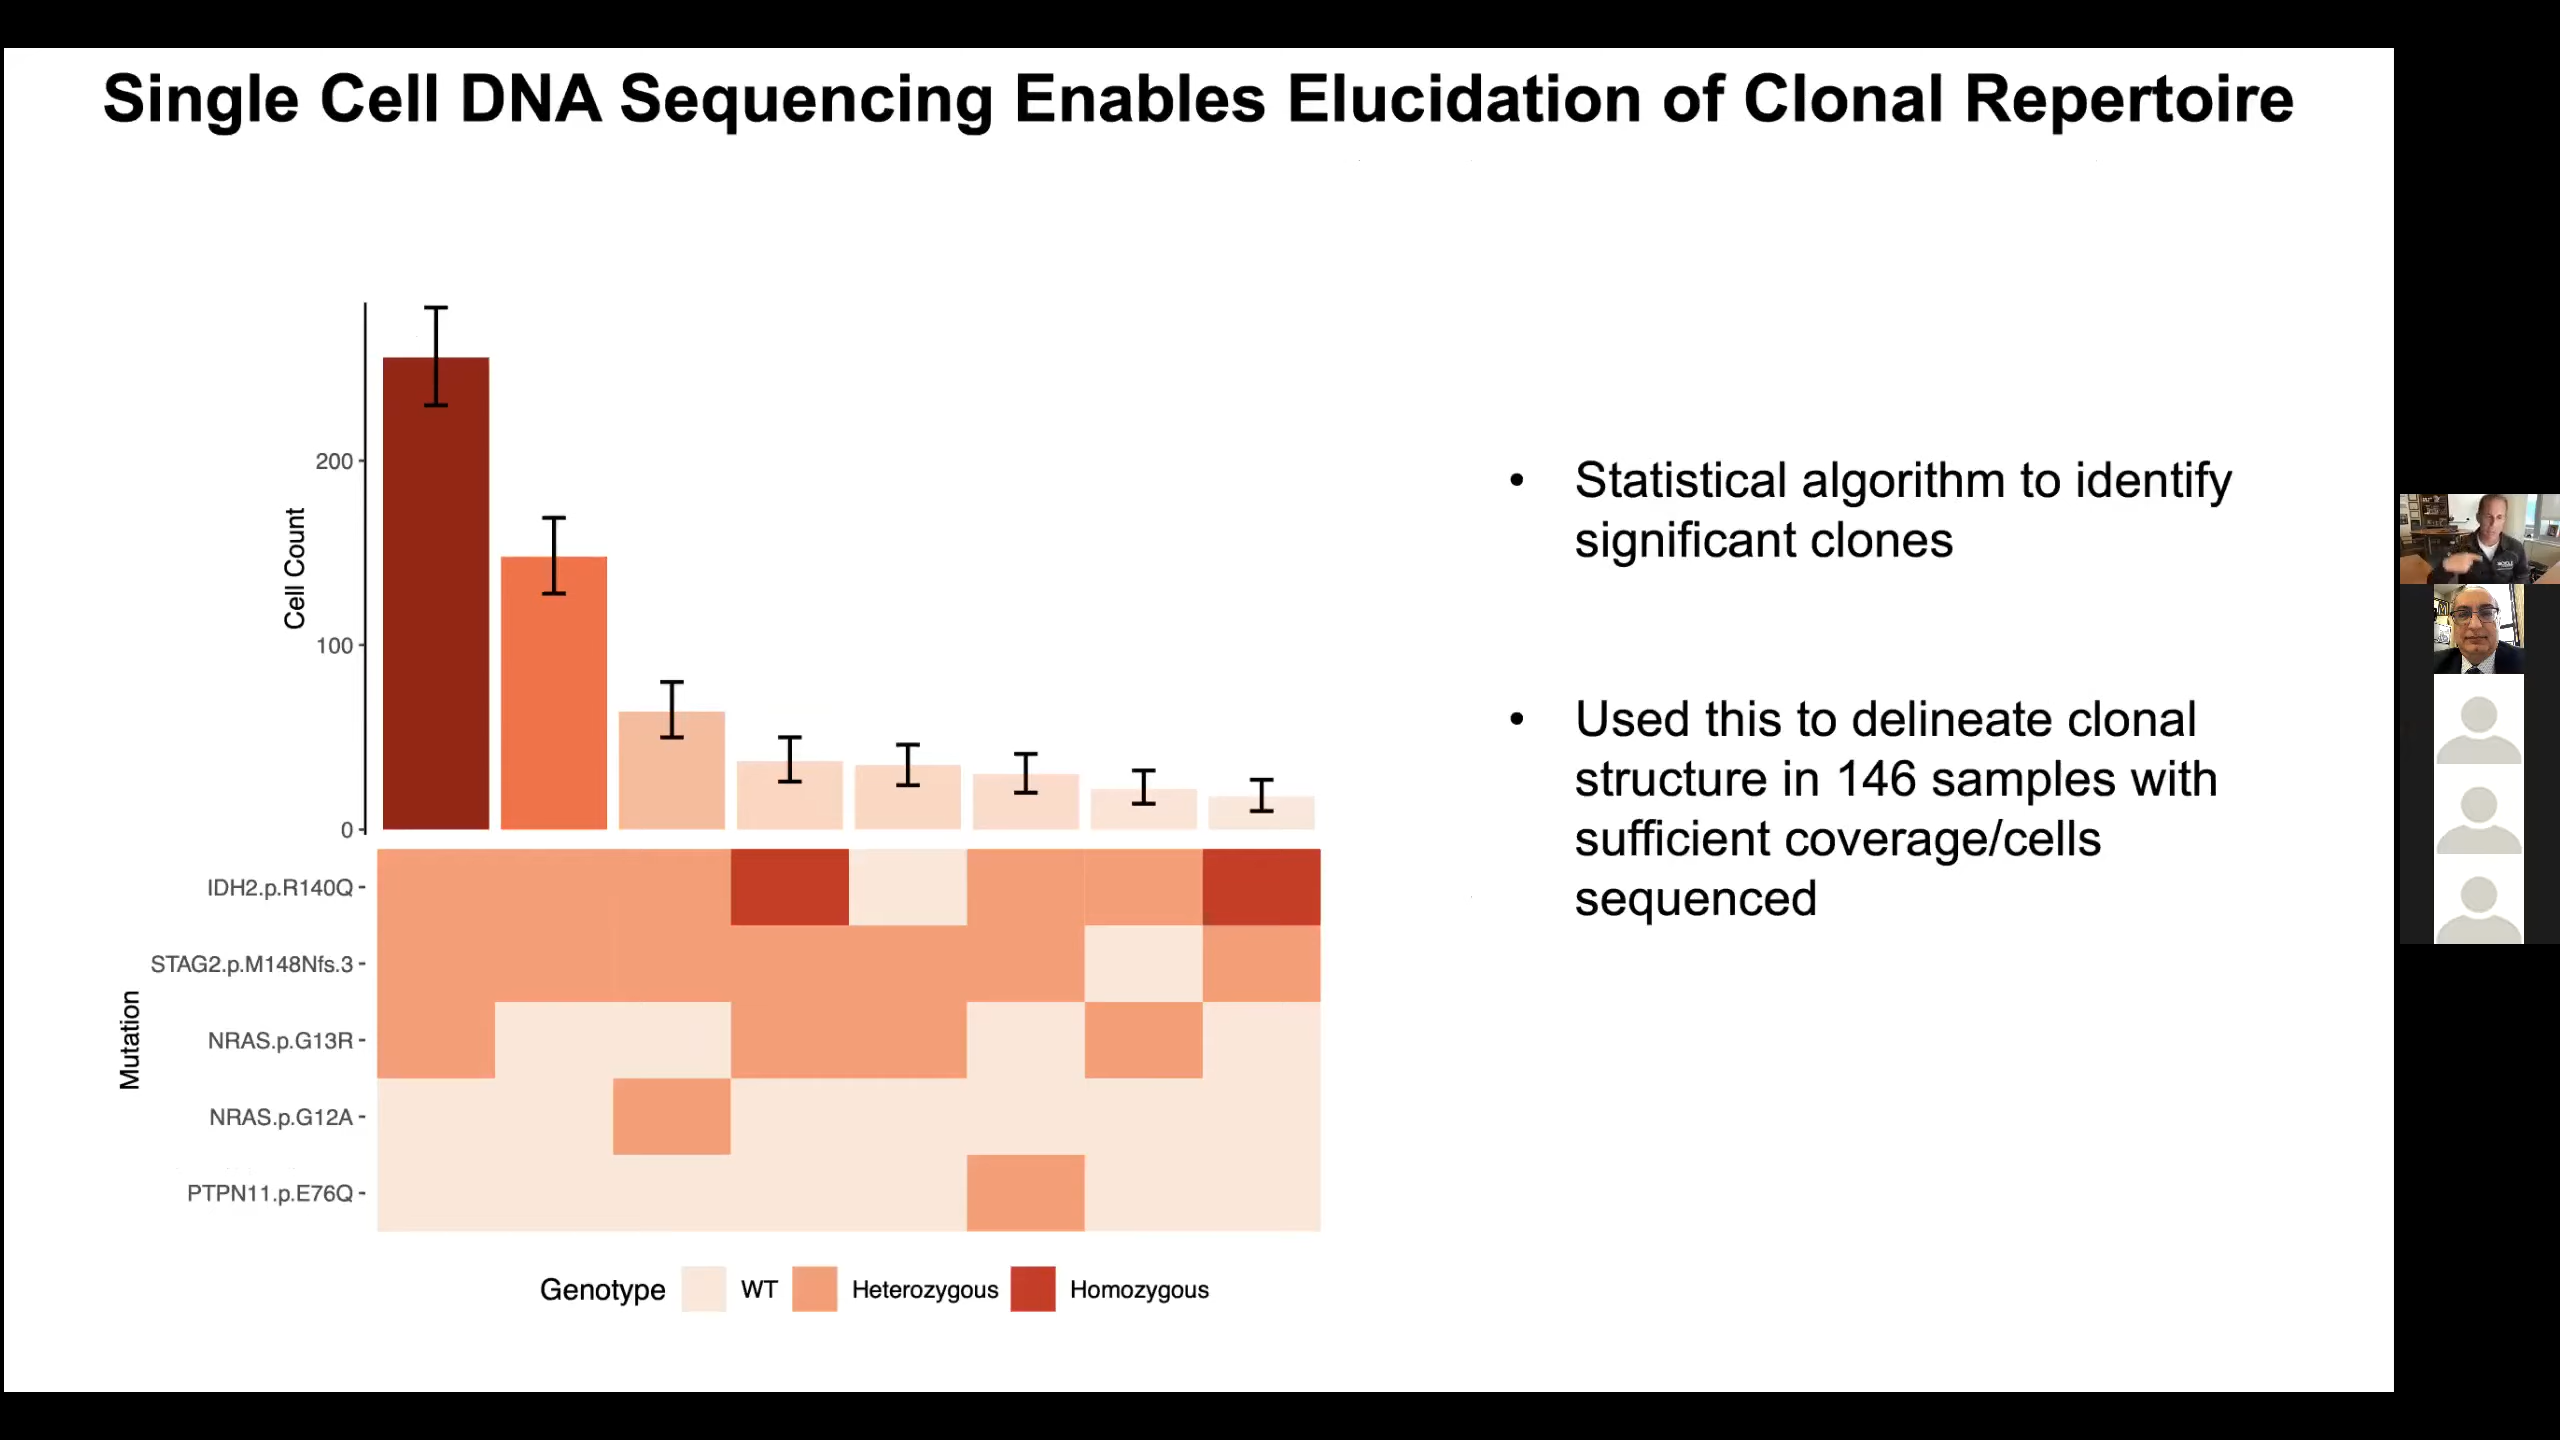 Single Cell DNA Sequencing Enables Elucidation of Clonal Repertoire
200
100
0
Cell Count
IDH2.p.R140Q
STAG2.p.M148Nfs.3
NRAS.p.G13R
NRAS.p.G12A
PTPN11.p.E76Q
Mutation
Genotype WT Heterozygous Homozygous
• Statistical algorithm to identify
significant clones
• Used this to delineate clonal
structure in 146 samples with
sufficient coverage/cells
sequenced